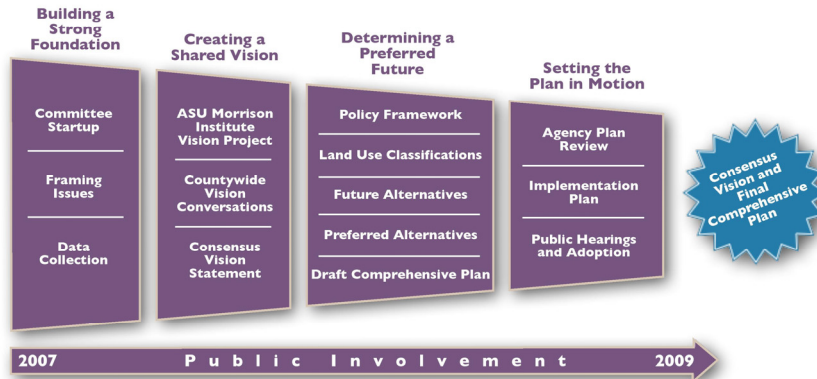 Building a
Strong
Foundation
Committee
Startup
Framing
Issues
Data
Collection
Creating a
Shared Vision
ASU Morrison
Institute
Vision Project
Countywide
Vision
Conversations
Consensus
Vision
Statement
Determining a
Preferred
Future
Policy Framework
Land Use Classifications
Future Alternatives
Preferred Alternatives
Draft Comprehensive Plan
Setting the
Plan in Motion
Agency Plan
Review
Implementation
Plan
Public Hearings
and Adoption
Consensus
Vision and
Final
Comprehensive
Plan
2007 Public Involvement 2009